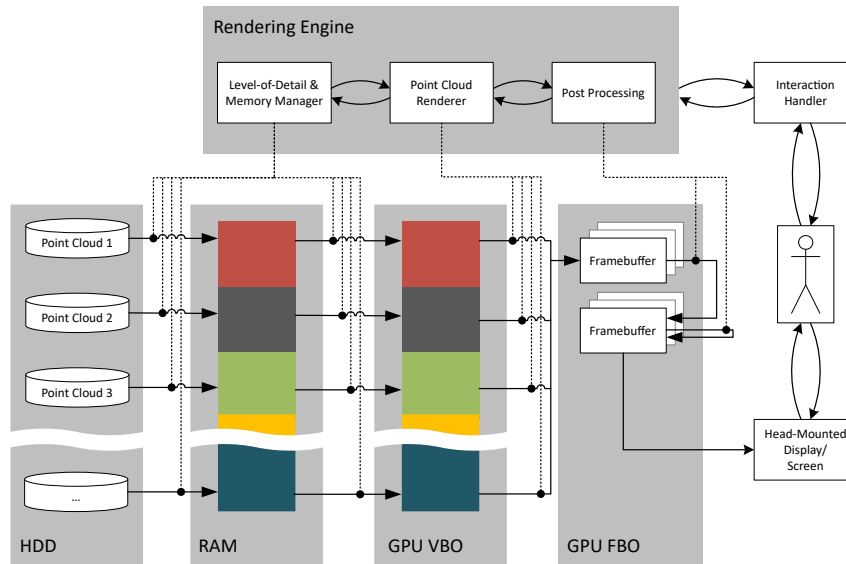 Rendering Engine
Level-of-Detail &
Memory Manager
Point Cloud
Renderer
Post Processing
Interaction
Handler
Point Cloud 1
Point Cloud 2
Point Cloud 3
...
Framebuffer
Framebuffer
Head-Mounted
Display/
Screen
HDD
RAM
GPU VBO
GPU FBO